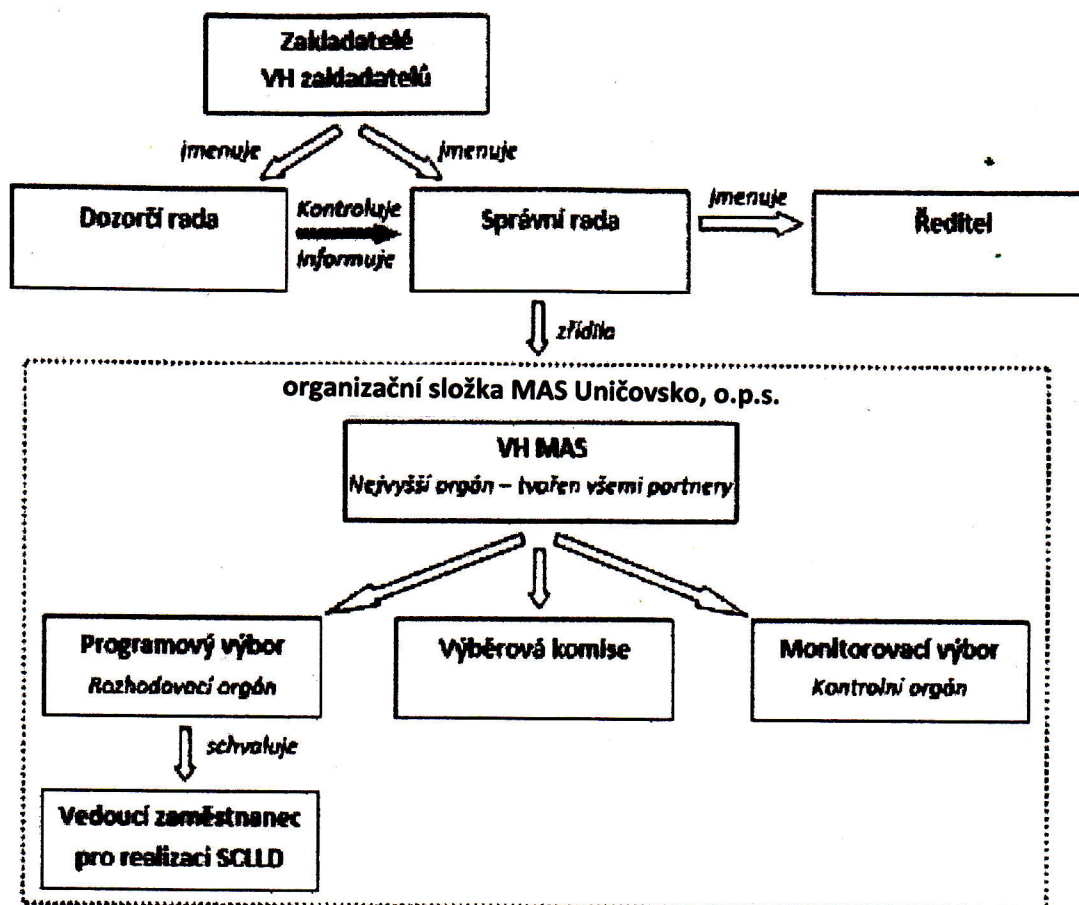 Zakladatelé
VH zakladatelů
jmenuje
jmenuje
Dozorčí rada
Kontroluje
Informuje
Správní rada
jmenuje
Ředitel
zřídila
organizační složka MAS Uničovsko, o.p.s.
VH MAS
Nejvyšší orgán – tvořen všemi partnery
Programový výbor
Rozhodovací orgán
Výběrová komise
Monitorovací výbor
Kontrolní orgán
schvaluje
Vedoucí zaměstnanec
pro realizaci SCLLD